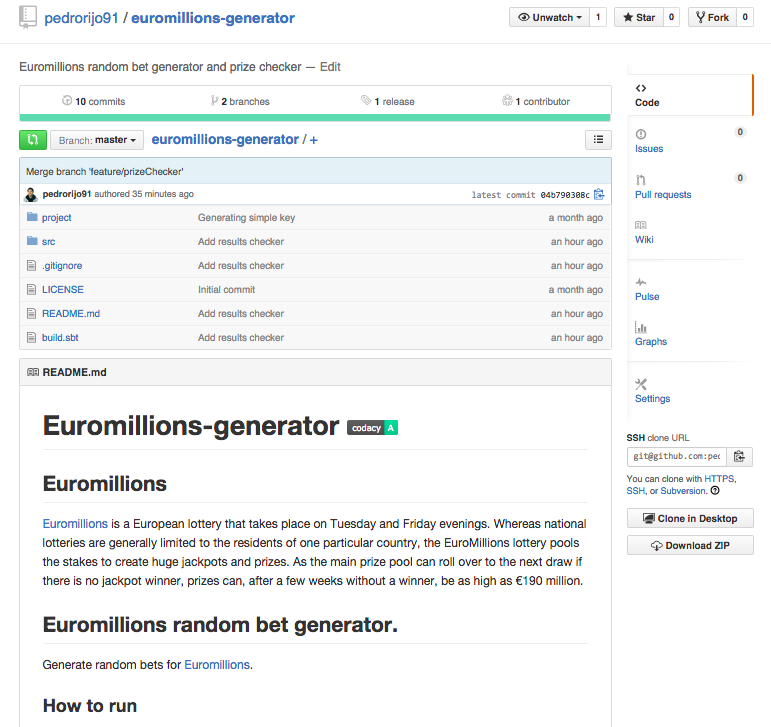 pedrorijo91 / euromillions-generator
Unwatch 1 Star 0 Fork 0
Euromillions random bet generator and prize checker — Edit
10 commits 2 branches 1 release 1 contributor
Branch: master euromillions-generator / +
Merge branch 'feature/prizeChecker'
pedrorijo91 authored 35 minutes ago latest commit 04b790308c
project Generating simple key a month ago
src Add results checker an hour ago
.gitignore Add results checker an hour ago
LICENSE Initial commit a month ago
README.md Add results checker an hour ago
build.sbt Add results checker an hour ago
README.md
Euromillions-generator codacy A
Euromillions
Euromillions is a European lottery that takes place on Tuesday and Friday evenings. Whereas national
lotteries are generally limited to the residents of one particular country, the EuroMillions lottery pools
the stakes to create huge jackpots and prizes. As the main prize pool can roll over to the next draw if
there is no jackpot winner, prizes can, after a few weeks without a winner, be as high as €190 million.
Euromillions random bet generator.
Generate random bets for Euromillions.
How to run
Code
Issues 0
Pull requests 0
Wiki
Pulse
Graphs
Settings
SSH clone URL
git@github.com:pec
You can clone with HTTPS,
SSH, or Subversion.
Clone in Desktop
Download ZIP